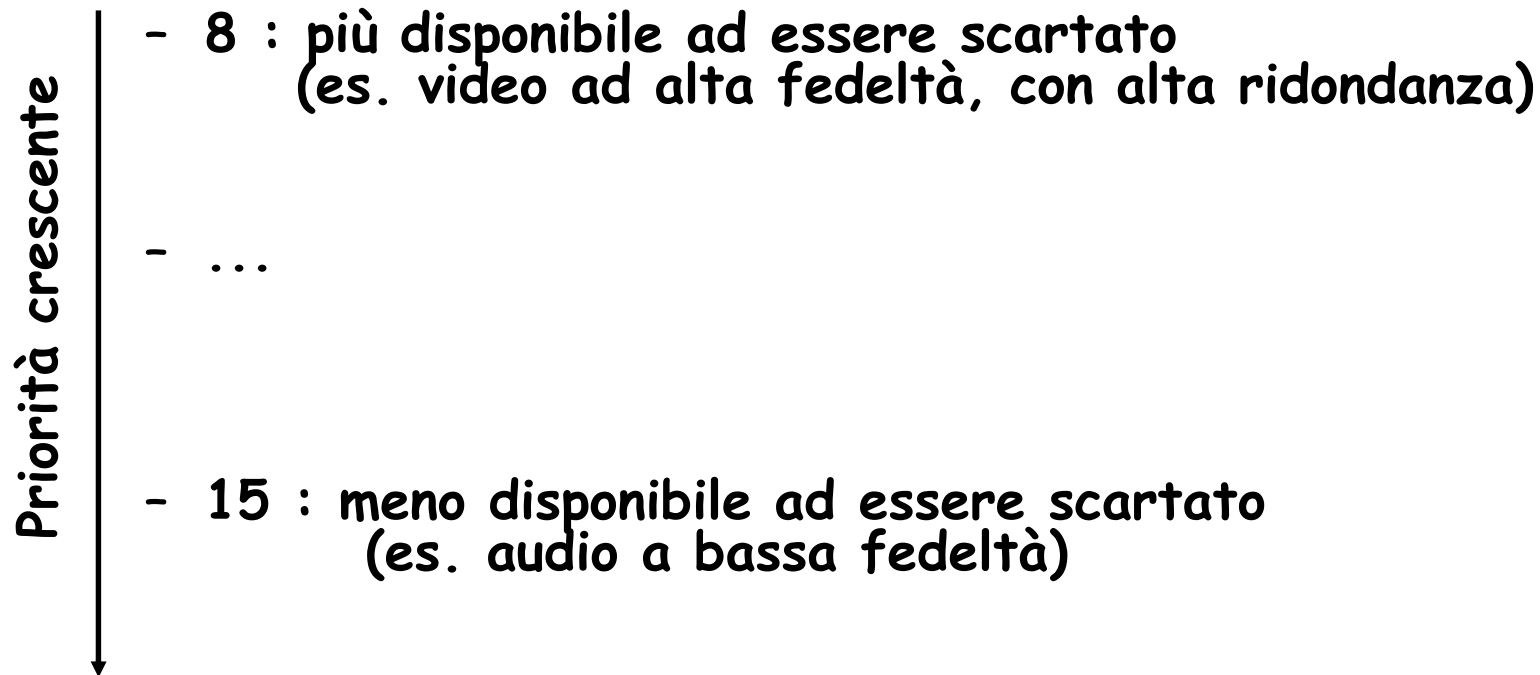 Priorità crescente
- 8 : più disponibile ad essere scartato
(es. video ad alta fedeltà, con alta ridondanza)
- ...
- 15 : meno disponibile ad essere scartato
(es. audio a bassa fedeltà)